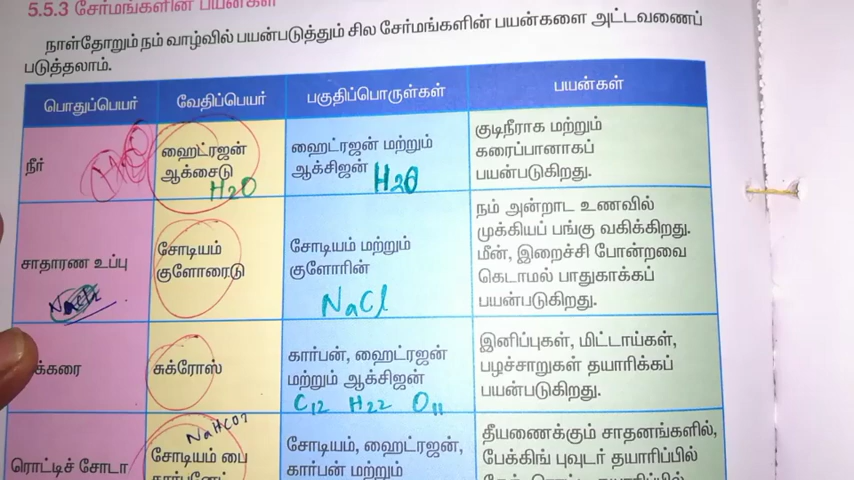 5.5.3 சேர்மங்களின் பயன்கள்
நாள்தோறும் நம் வாழ்வில் பயன்படுத்தும் சில சேர்மங்களின் பயன்களை அட்டவணைப்
படுத்தலாம்.
பொதுப்பெயர் வேதிப்பெயர் பகுதிப்பொருள்கள் பயன்கள்
நீர்
ஹைட்ரஜன்
ஆக்சைடு
H2O
ஹைட்ரஜன் மற்றும்
ஆக்சிஜன் H2O
குடிநீராக மற்றும்
கரைப்பானாகப்
பயன்படுகிறது.
சாதாரண உப்பு
சோடியம்
குளோரைடு
சோடியம் மற்றும்
குளோரின்
NaCl
நம் அன்றாட உணவில்
முக்கியப் பங்கு வகிக்கிறது.
மீன், இறைச்சி போன்றவை
கெடாமல் பாதுகாக்கப்
பயன்படுகிறது.
க்கரை
சுக்ரோஸ்
கார்பன், ஹைட்ரஜன்
மற்றும் ஆக்சிஜன்
C12 H22 O11
இனிப்புகள், மிட்டாய்கள்,
பழச்சாறுகள் தயாரிக்கப்
பயன்படுகிறது.
ரொட்டிச் சோடா
NaHCO3
சோடியம் பை
சோடியம், ஹைட்ரஜன்,
கார்பன் மற்றும்
தீயணைக்கும் சாதனங்களில்,
பேக்கிங் புவுடர் தயாரிப்பில்